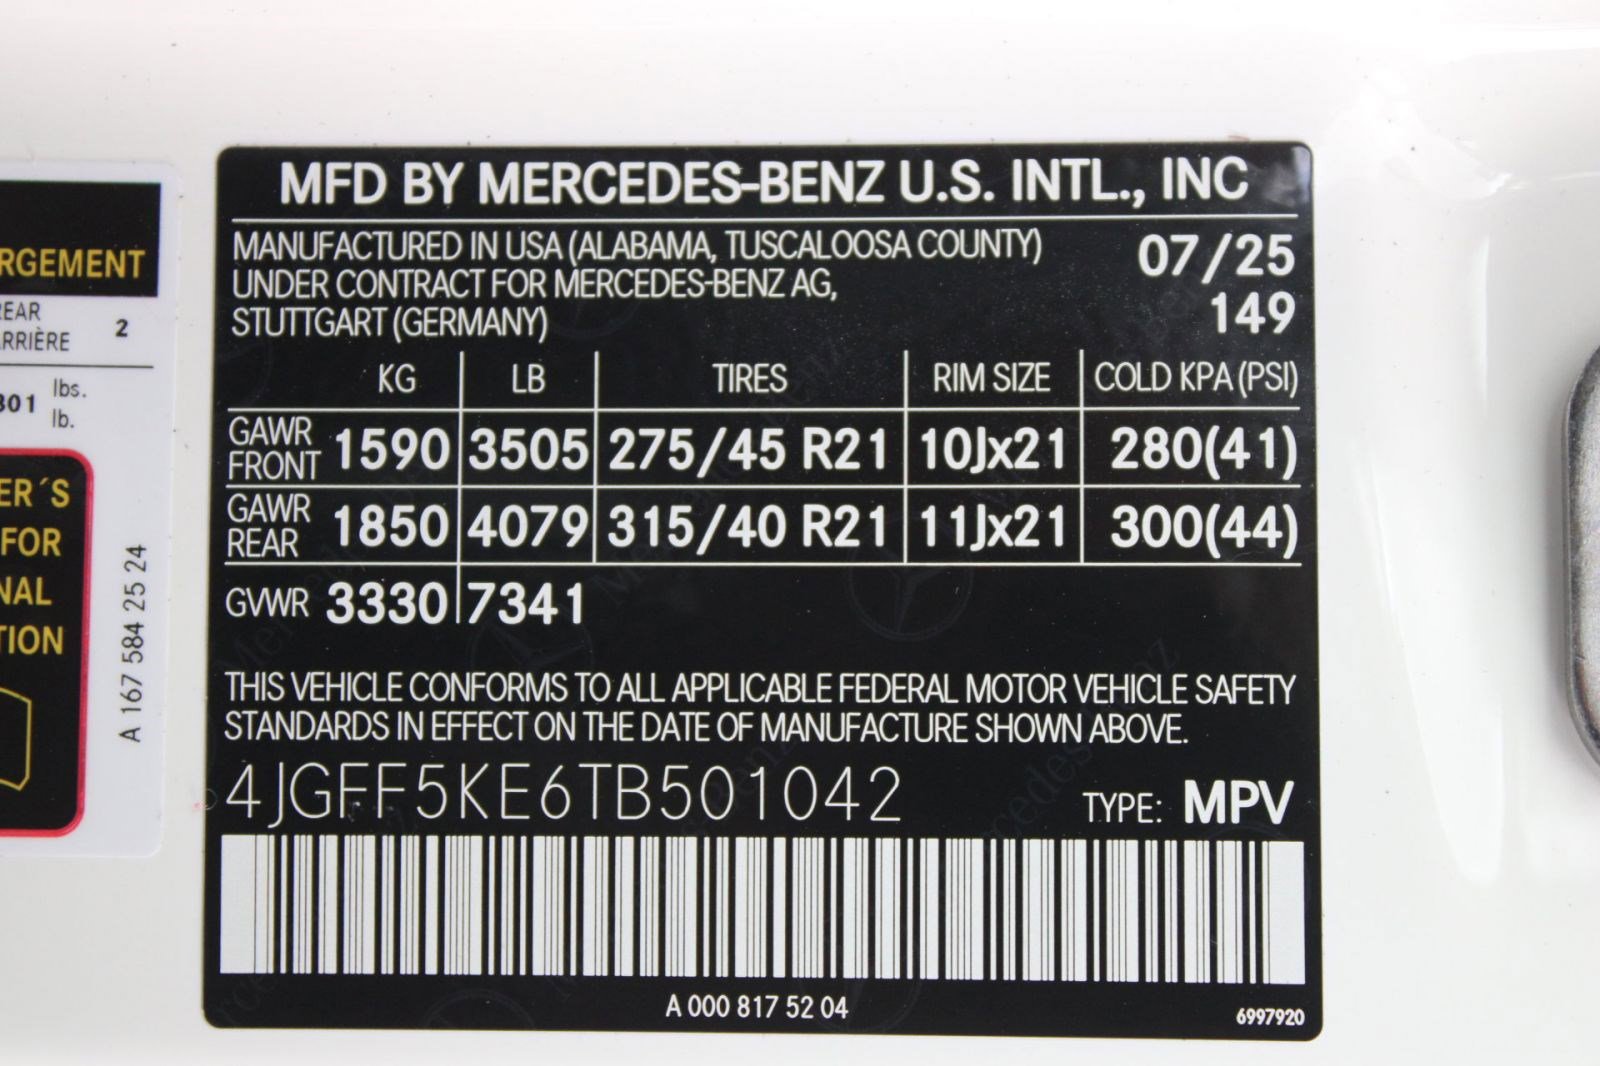 MFD BY MERCEDES-BENZ U.S. INTL., INC
MANUFACTURED IN USA (ALABAMA, TUSCALOOSA COUNTY) 07/25
UNDER CONTRACT FOR MERCEDES-BENZ AG,
STUTTGART (GERMANY) 149
KG LB TIRES RIM SIZE COLD KPA (PSI)
GAWR FRONT 1590 3505 275/45 R21 10Jx21 280(41)
GAWR REAR 1850 4079 315/40 R21 11Jx21 300(44)
GVWR 3330 7341
THIS VEHICLE CONFORMS TO ALL APPLICABLE FEDERAL MOTOR VEHICLE SAFETY
STANDARDS IN EFFECT ON THE DATE OF MANUFACTURE SHOWN ABOVE.
4JGFF5KE6TB501042 TYPE: MPV
A 000 817 52 04
6997920
RGEMENT
EAR
RRIÈRE 2
301 lbs.
lb.
ER´S
FOR
NAL
TION
A 167 584 25 24